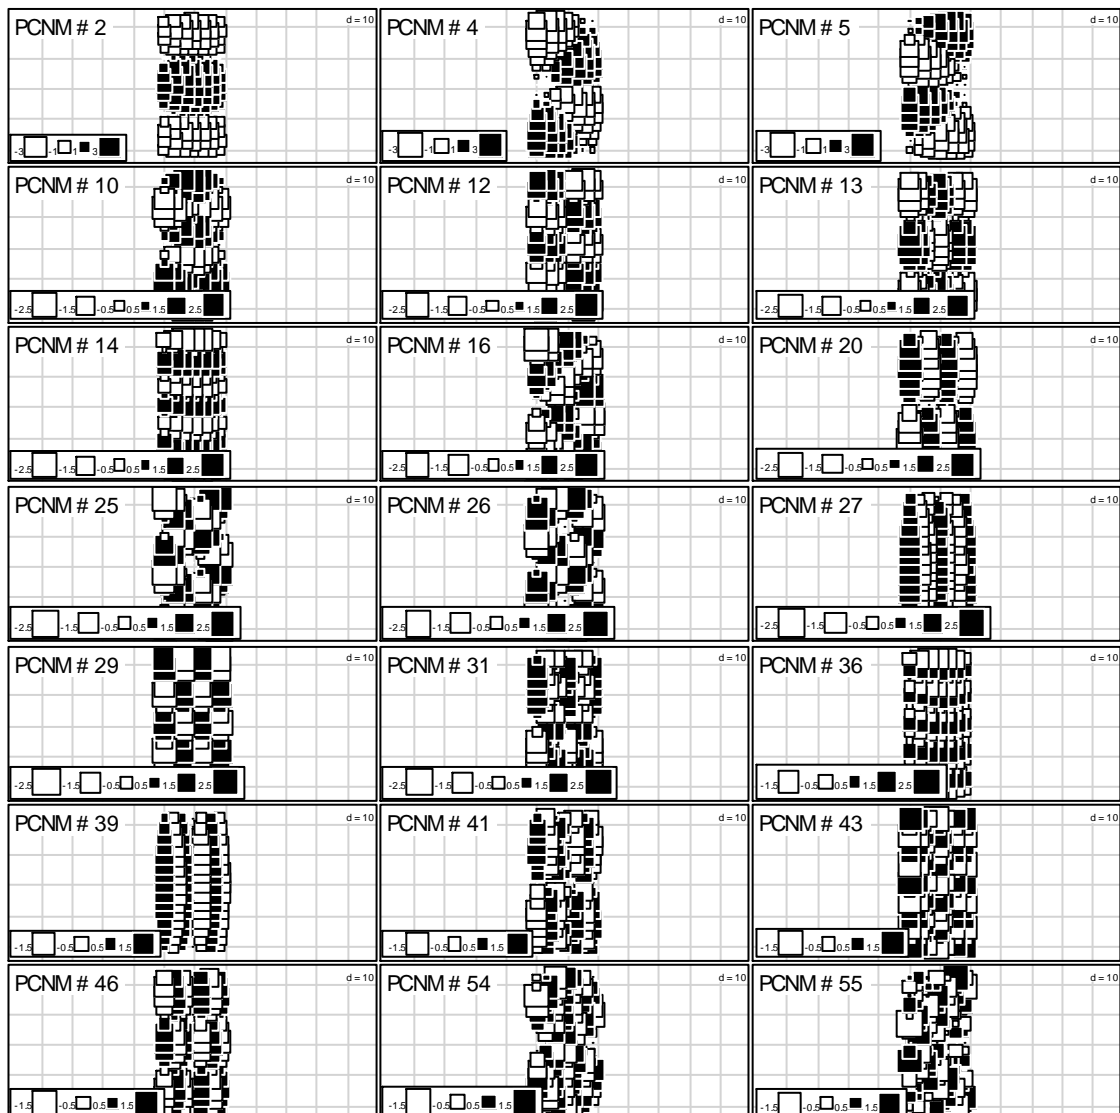 PCNM # 2 d = 10
-3 -1 1 3
PCNM # 4 d = 10
-3 -1 1 3
PCNM # 5 d = 10
-3 -1 1 3
PCNM # 10 d = 10
-2.5 -1.5 -0.5 0.5 1.5 2.5
PCNM # 12 d = 10
-2.5 -1.5 -0.5 0.5 1.5 2.5
PCNM # 13 d = 10
-2.5 -1.5 -0.5 0.5 1.5 2.5
PCNM # 14 d = 10
-2.5 -1.5 -0.5 0.5 1.5 2.5
PCNM # 16 d = 10
-2.5 -1.5 -0.5 0.5 1.5 2.5
PCNM # 20 d = 10
-2.5 -1.5 -0.5 0.5 1.5 2.5
PCNM # 25 d = 10
-2.5 -1.5 -0.5 0.5 1.5 2.5
PCNM # 26 d = 10
-2.5 -1.5 -0.5 0.5 1.5 2.5
PCNM # 27 d = 10
-2.5 -1.5 -0.5 0.5 1.5 2.5
PCNM # 29 d = 10
-2.5 -1.5 -0.5 0.5 1.5 2.5
PCNM # 31 d = 10
-2.5 -1.5 -0.5 0.5 1.5 2.5
PCNM # 36 d = 10
-1.5 -0.5 0.5 1.5 2.5
PCNM # 39 d = 10
-1.5 -0.5 0.5 1.5
PCNM # 41 d = 10
-1.5 -0.5 0.5 1.5
PCNM # 43 d = 10
-1.5 -0.5 0.5 1.5
PCNM # 46 d = 10
-1.5 -0.5 0.5 1.5
PCNM # 54 d = 10
-1.5 -0.5 0.5 1.5
PCNM # 55 d = 10
-1.5 -0.5 0.5 1.5